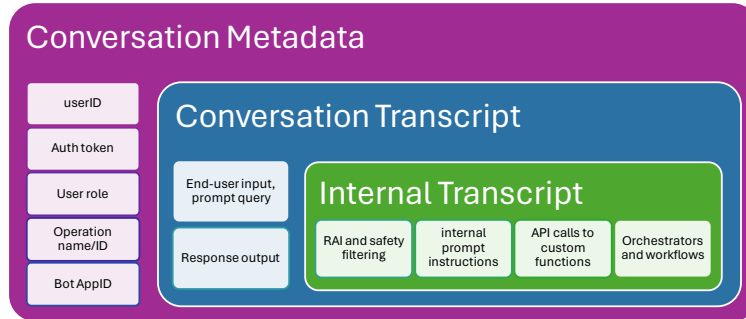 Conversation Metadata
userID
Auth token
User role
Operation
name/ID
Bot AppID
Conversation Transcript
End-user input,
prompt query
Response output
Internal Transcript
RAI and safety
filtering
internal
prompt
instructions
API calls to
custom
functions
Orchestrators
and workflows